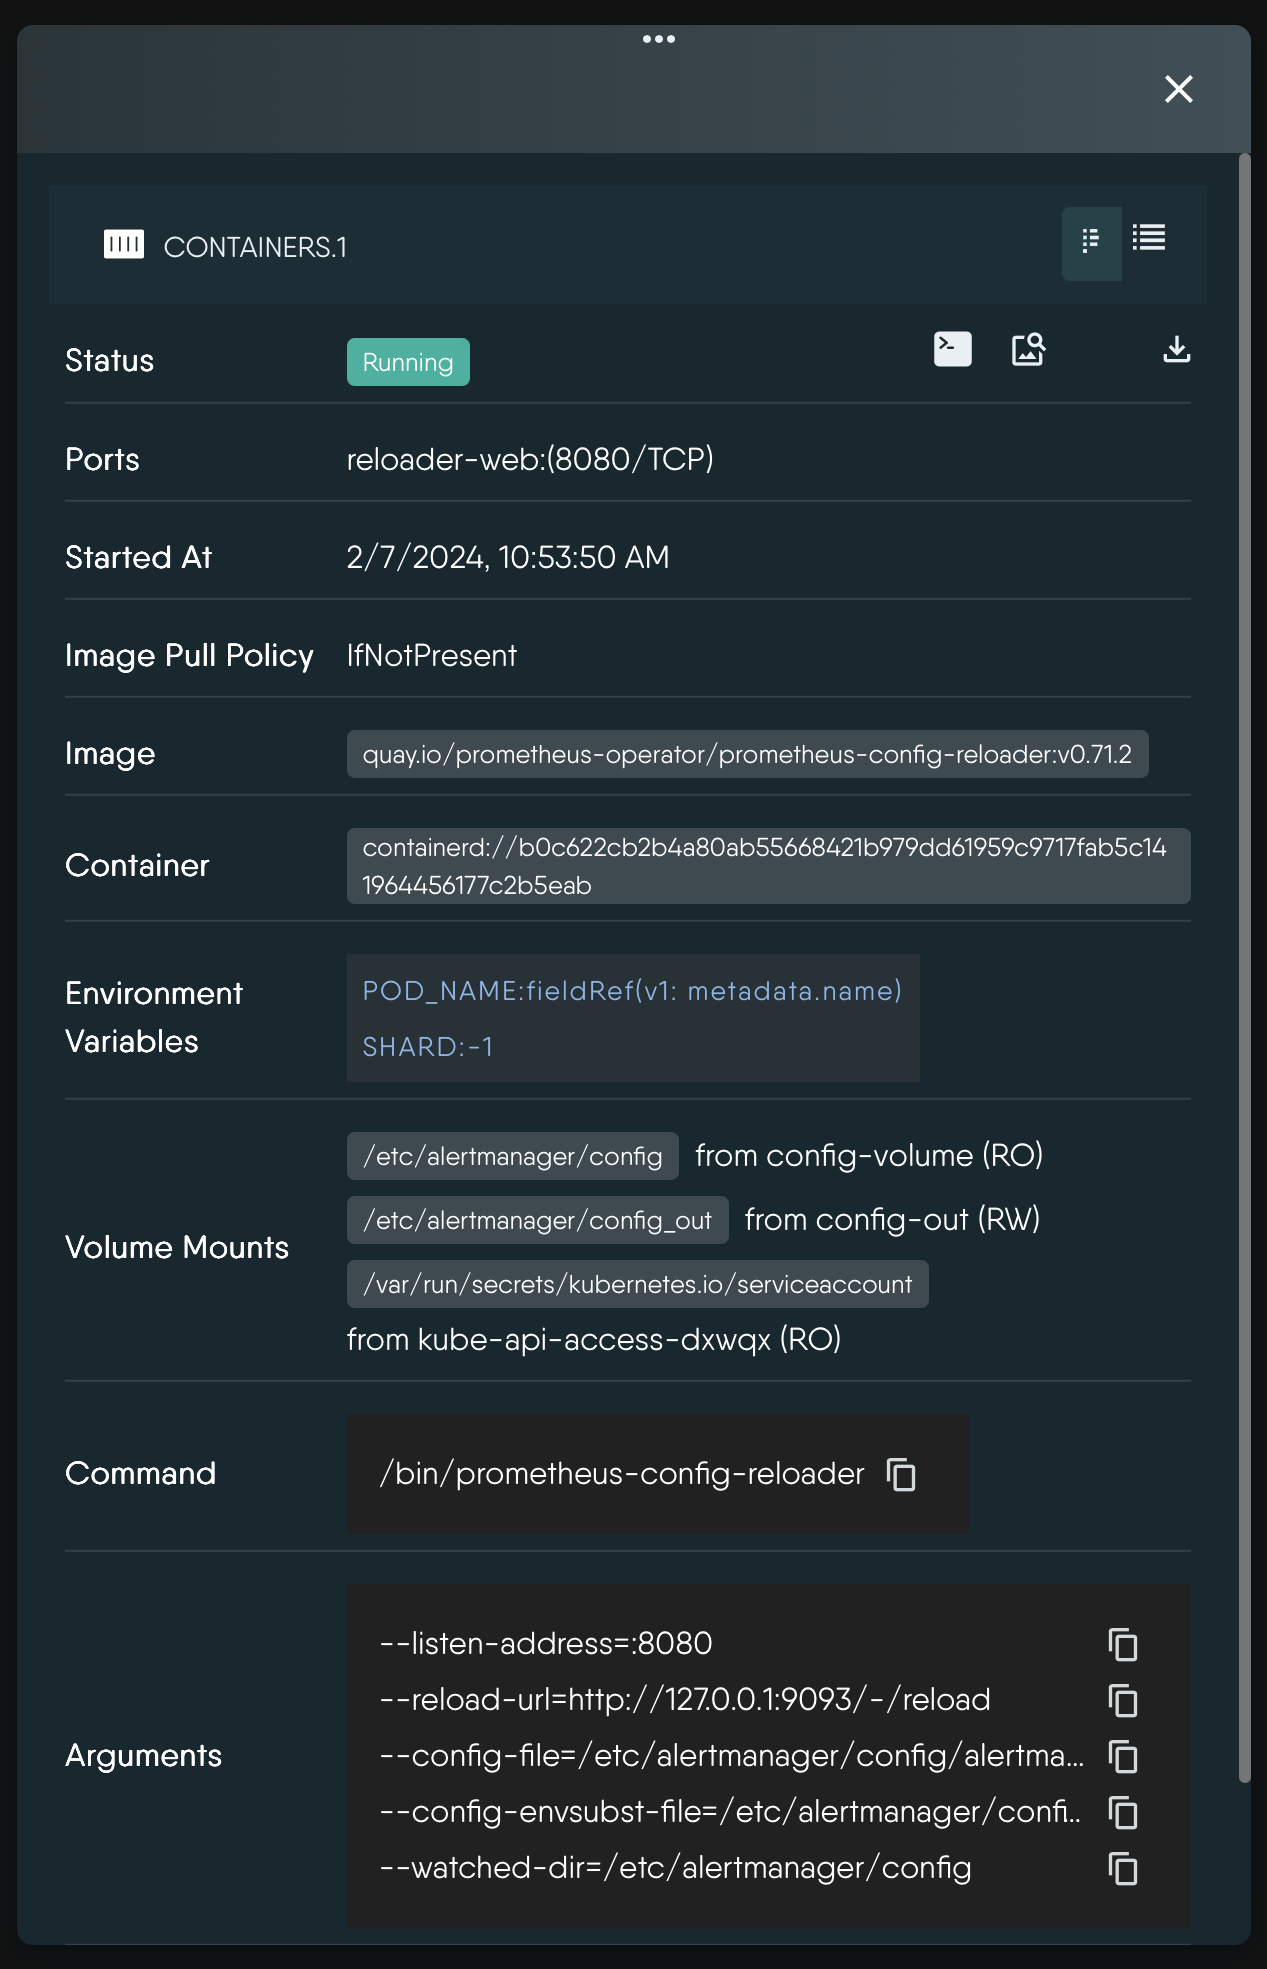 CONTAINERS.1
Status
Running
Ports
reloader-web:(8080/TCP)
Started At
2/7/2024, 10:53:50 AM
Image Pull Policy
IfNotPresent
Image
quay.io/prometheus-operator/prometheus-config-reloader:v0.71.2
Container
containerd://b0c622cb2b4a80ab55668421b979dd61959c9717fab5c14
1964456177c2b5eab
Environment
Variables
POD_NAME:fieldRef(v1: metadata.name)
SHARD:-1
Volume Mounts
/etc/alertmanager/config from config-volume (RO)
/etc/alertmanager/config_out from config-out (RW)
/var/run/secrets/kubernetes.io/serviceaccount
from kube-api-access-dxwqx (RO)
Command
/bin/prometheus-config-reloader
Arguments
--listen-address=:8080
--reload-url=http://127.0.0.1:9093/-/reload
--config-file=/etc/alertmanager/config/alertma...
--config-envsubst-file=/etc/alertmanager/confi..
--watched-dir=/etc/alertmanager/config